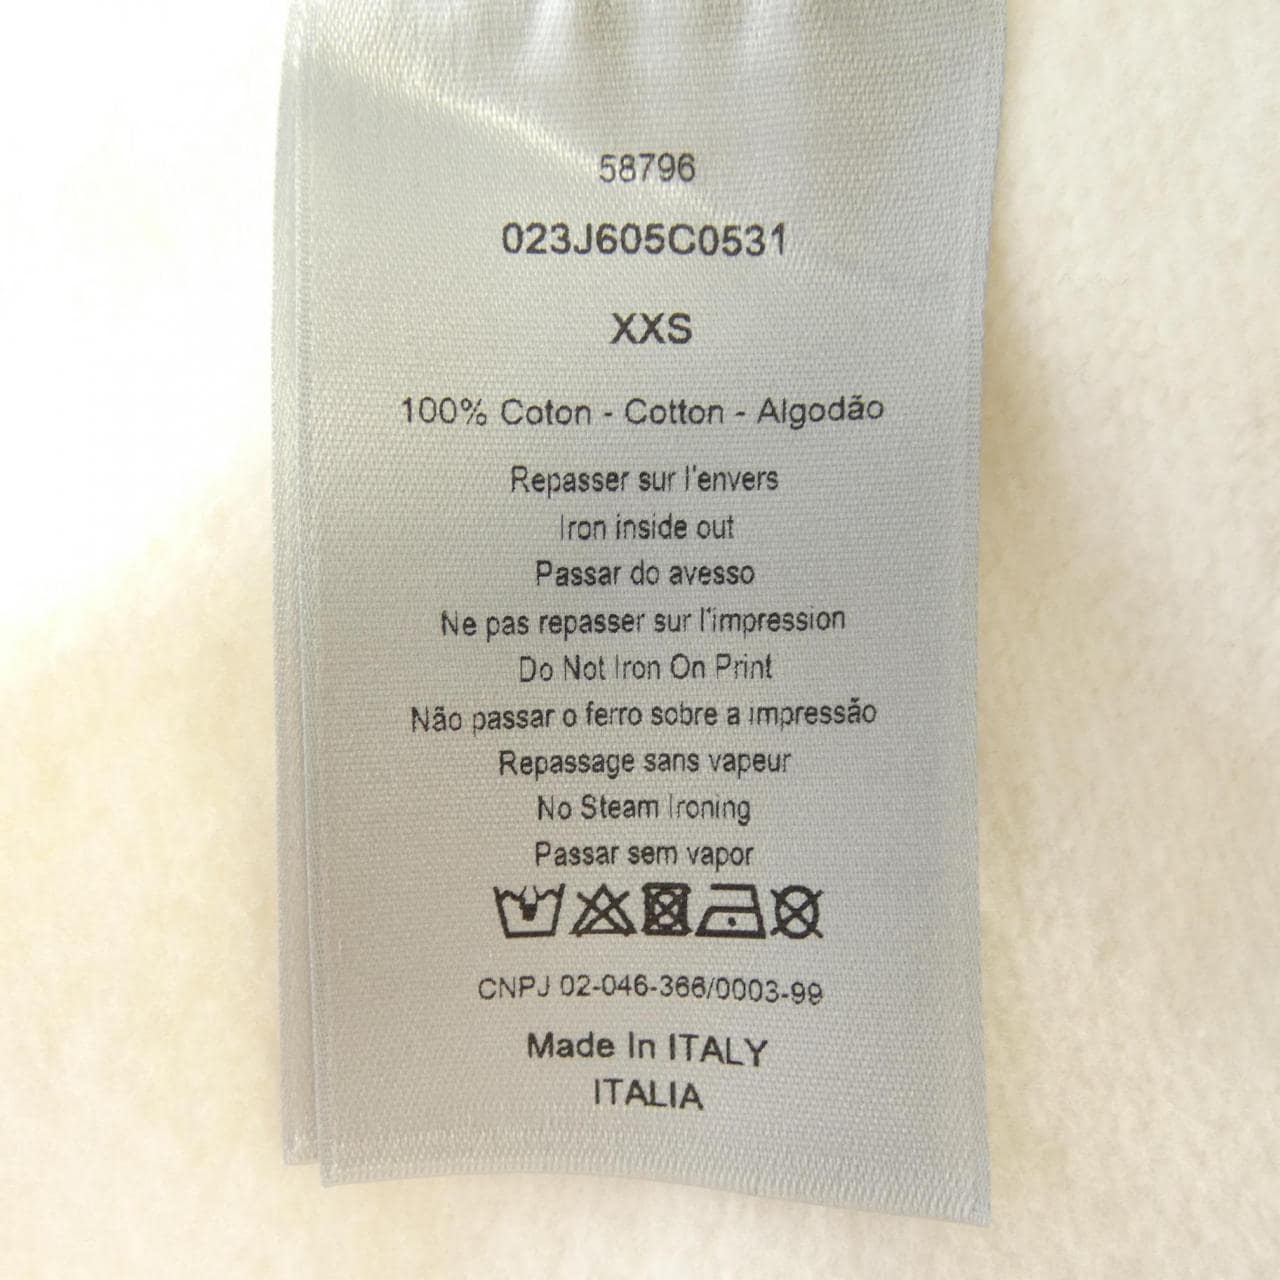 58796
023J605C0531
XXS
100% Coton - Cotton - Algodão
Repasser sur l'envers
Iron inside out
Passar do avesso
Ne pas repasser sur l'impression
Do Not Iron On Print
Não passar o ferro sobre a impressão
Repassage sans vapeur
No Steam Ironing
Passar sem vapor
CNPJ 02-046-366/0003-99
Made In ITALY
ITALIA